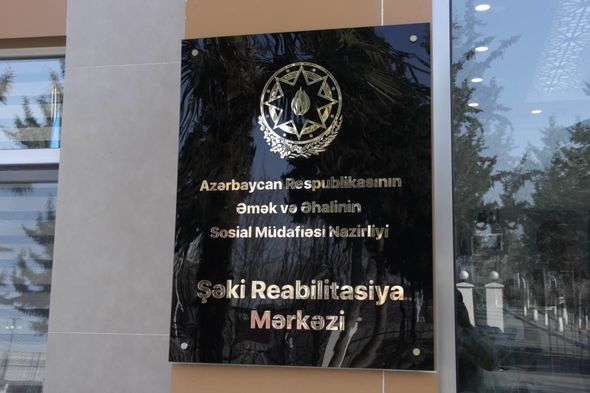 Azərbaycan Respublikasının
Əmək və Əhalinin
Sosial Müdafiəsi Nazirliyi
Şəki Reabilitasiya
Mərkəzi